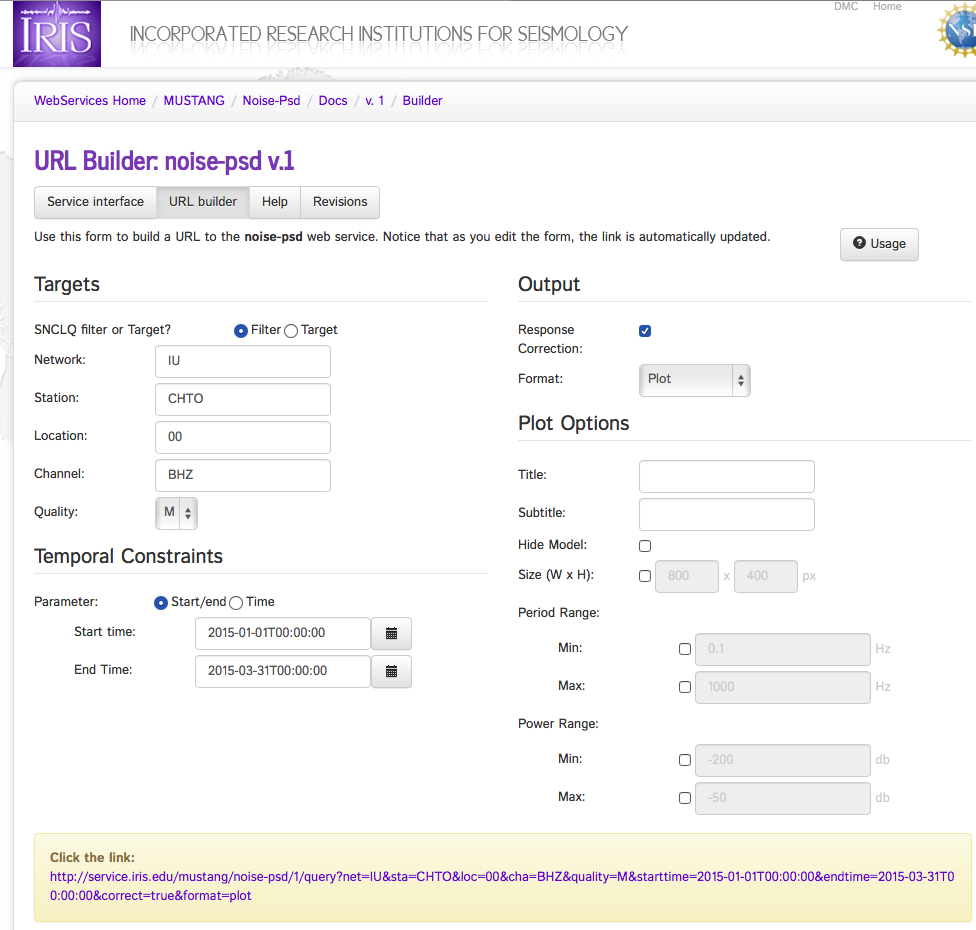 DMC Home
IRIS
INCORPORATED RESEARCH INSTITUTIONS FOR SEISMOLOGY
WebServices Home / MUSTANG / Noise-Psd / Docs / v. 1 / Builder
URL Builder: noise-psd v.1
Service interface URL builder Help Revisions
Use this form to build a URL to the noise-psd web service. Notice that as you edit the form, the link is automatically updated.
? Usage
Targets
SNCLQ filter or Target? Filter Target
Network: IU
Station: CHTO
Location: 00
Channel: BHZ
Quality: M
Temporal Constraints
Parameter: Start/end Time
Start time: 2015-01-01T00:00:00
End Time: 2015-03-31T00:00:00
Output
Response
Correction:
Format: Plot
Plot Options
Title:
Subtitle:
Hide Model:
Size (W x H): 800 x 400 px
Period Range:
Min: 0.1 Hz
Max: 1000 Hz
Power Range:
Min: -200 db
Max: -50 db
Click the link:
http://service.iris.edu/mustang/noise-psd/1/query?net=IU&sta=CHTO&loc=00&cha=BHZ&quality=M&starttime=2015-01-01T00:00:00&endtime=2015-03-31T0
0:00:00&correct=true&format=plot